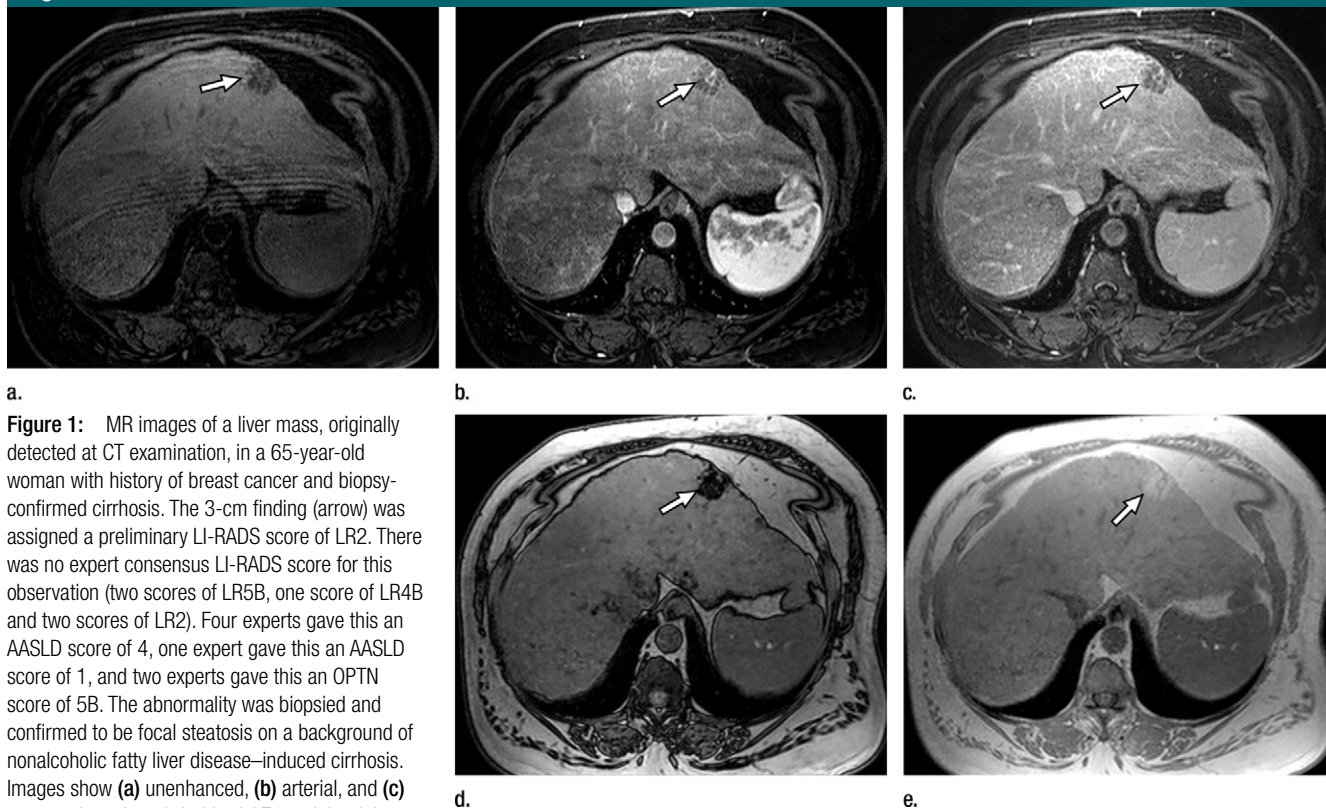 a.
b.
c.
Figure 1: MR images of a liver mass, originally
detected at CT examination, in a 65-year-old
woman with history of breast cancer and biopsy-
confirmed cirrhosis. The 3-cm finding (arrow) was
assigned a preliminary LI-RADS score of LR2. There
was no expert consensus LI-RADS score for this
observation (two scores of LR5B, one score of LR4B
and two scores of LR2). Four experts gave this an
AASLD score of 4, one expert gave this an AASLD
score of 1, and two experts gave this an OPTN
score of 5B. The abnormality was biopsied and
confirmed to be focal steatosis on a background of
nonalcoholic fatty liver disease–induced cirrhosis.
Images show (a) unenhanced, (b) arterial, and (c)
d.
e.